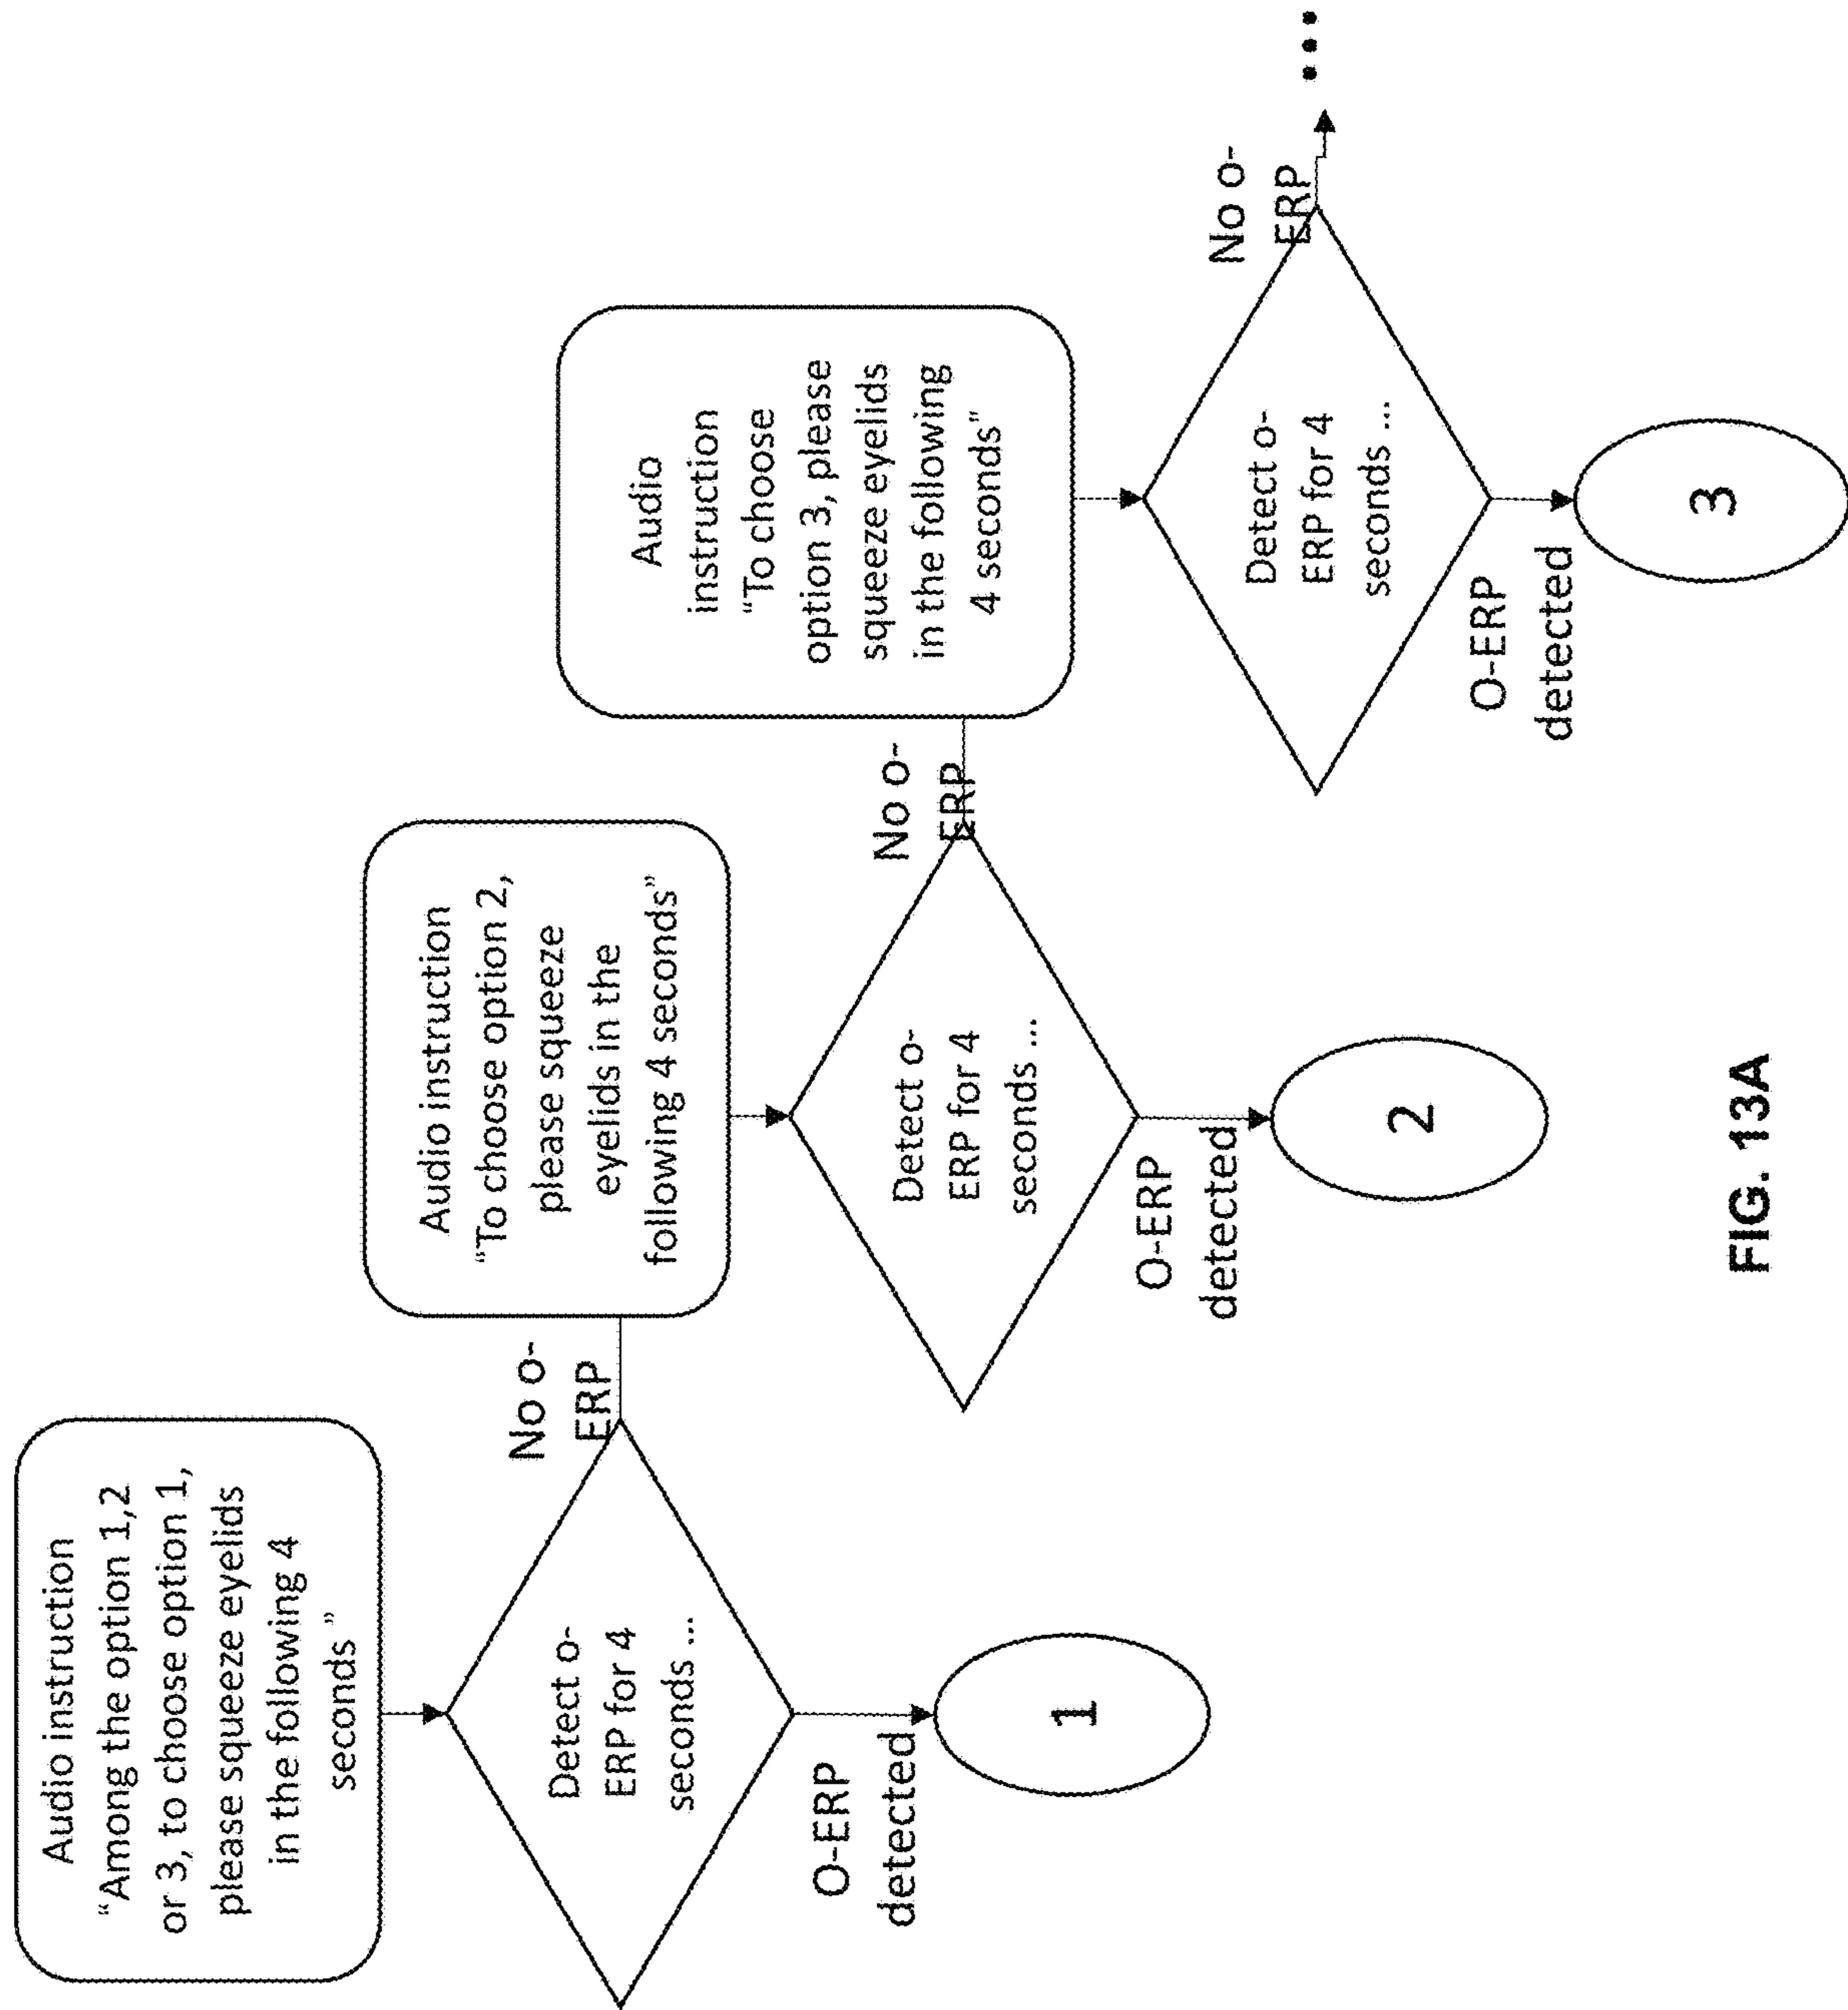 Audio instruction
“Among the option 1,2
or 3, to choose option 1,
please squeeze eyelids
in the following 4
seconds ”
Detect o-
ERP for 4
seconds ...
No o-
ERP
O-ERP
detected
1
Audio instruction
“To choose option 2,
please squeeze
eyelids in the
following 4 seconds”
Detect o-
ERP for 4
seconds ...
No o-
ERP
O-ERP
detected
2
Audio
instruction
“To choose
option 3, please
squeeze eyelids
in the following
4 seconds”
Detect o-
ERP for 4
seconds ...
No o-
ERP
...
O-ERP
detected
3
FIG. 13A